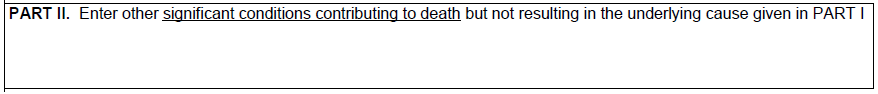 PART II. Enter other significant conditions contributing to death but not resulting in the underlying cause given in PART I